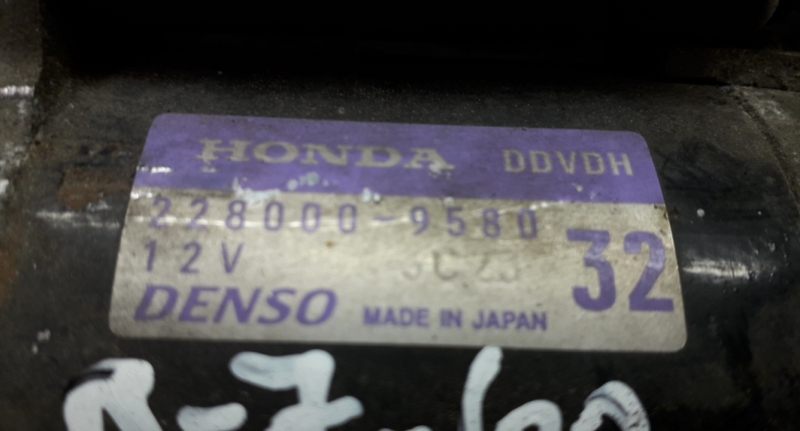 HONDA DDVDH
228000-9580
12V 32
DENSO MADE IN JAPAN